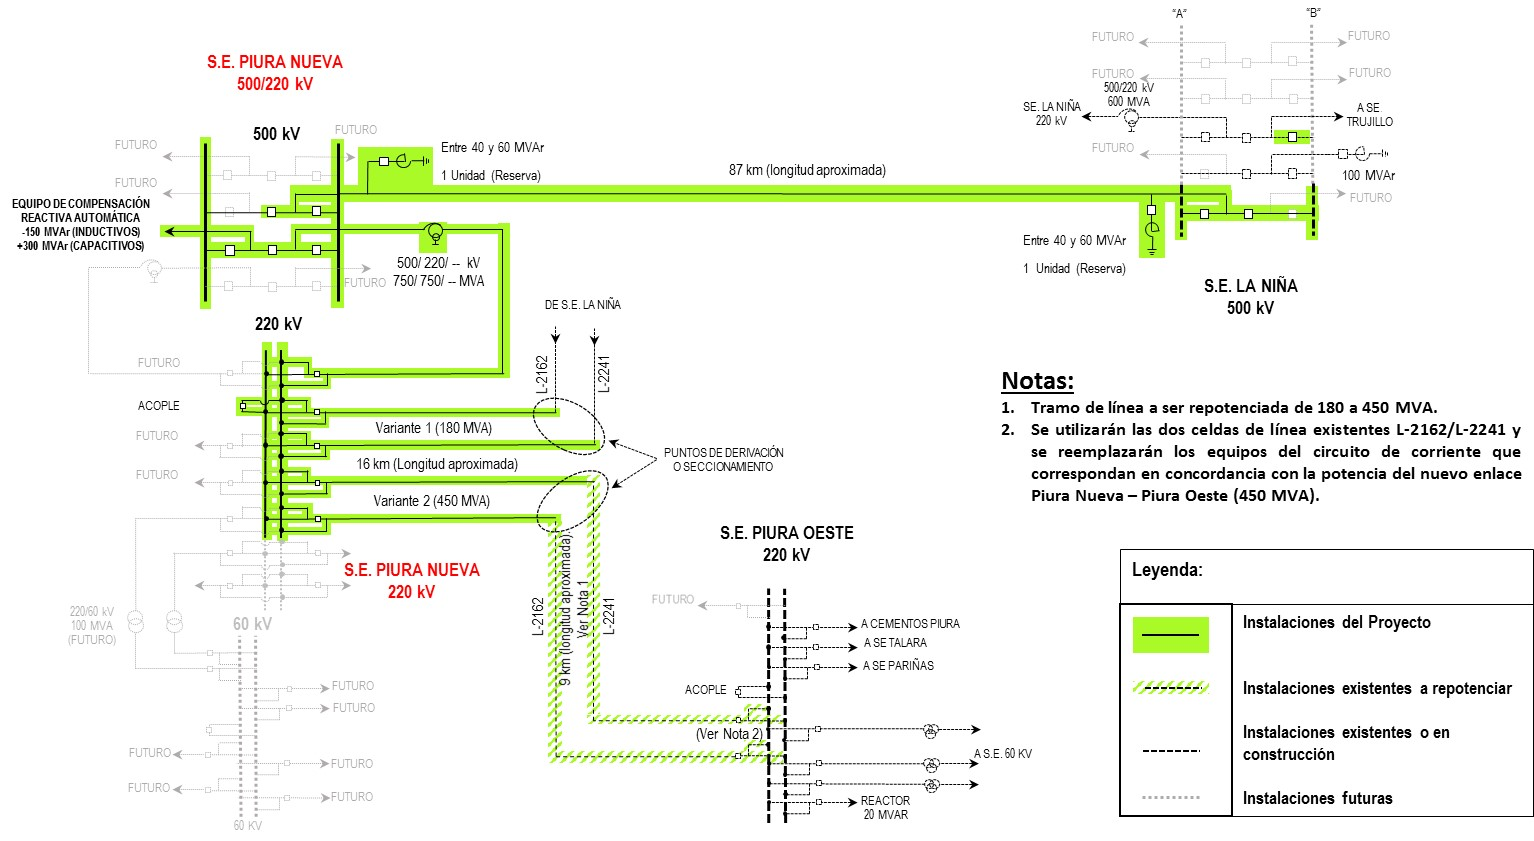 S.E. PIURA NUEVA
500/220 kV
500 kV
FUTURO
FUTURO
FUTURO
EQUIPO DE COMPENSACIÓN
REACTIVA AUTOMÁTICA
-150 MVAr (INDUCTIVOS)
+300 MVAr (CAPACITIVOS)
Entre 40 y 60 MVAr
1 Unidad (Reserva)
87 km (longitud aproximada)
500/ 220/ -- kV
750/ 750/ -- MVA
FUTURO
"A"
"B"
FUTURO
FUTURO
FUTURO
FUTURO
500/220 kV
600 MVA
SE. LA NIÑA
220 kV
A SE.
TRUJILLO
FUTURO
100 MVAr
FUTURO
Entre 40 y 60 MVAr
1 Unidad (Reserva)
S.E. LA NIÑA
500 kV
220 kV
DE S.E. LA NIÑA
L-2162
L-2241
FUTURO
ACOPLE
FUTURO
FUTURO
Variante 1 (180 MVA)
16 km (Longitud aproximada)
Variante 2 (450 MVA)
PUNTOS DE DERIVACIÓN
O SECCIONAMIENTO
S.E. PIURA NUEVA
220 kV
L-2162
9 km (longitud aproximada)
Ver Nota 1
L-2241
220/60 kV
100 MVA
(FUTURO)
60 kV
FUTURO
FUTURO
FUTURO
FUTURO
FUTURO
FUTURO
60 KV
S.E. PIURA OESTE
220 kV
FUTURO
A CEMENTOS PIURA
A SE TALARA
A SE PARIÑAS
ACOPLE
(Ver Nota 2)
A S.E. 60 KV
REACTOR
20 MVAR
Notas:
1. Tramo de línea a ser repotenciada de 180 a 450 MVA.
2. Se utilizarán las dos celdas de línea existentes L-2162/L-2241 y
se reemplazarán los equipos del circuito de corriente que
correspondan en concordancia con la potencia del nuevo enlace
Piura Nueva – Piura Oeste (450 MVA).
Leyenda:
Instalaciones del Proyecto
Instalaciones existentes a repotenciar
Instalaciones existentes o en
construcción
Instalaciones futuras